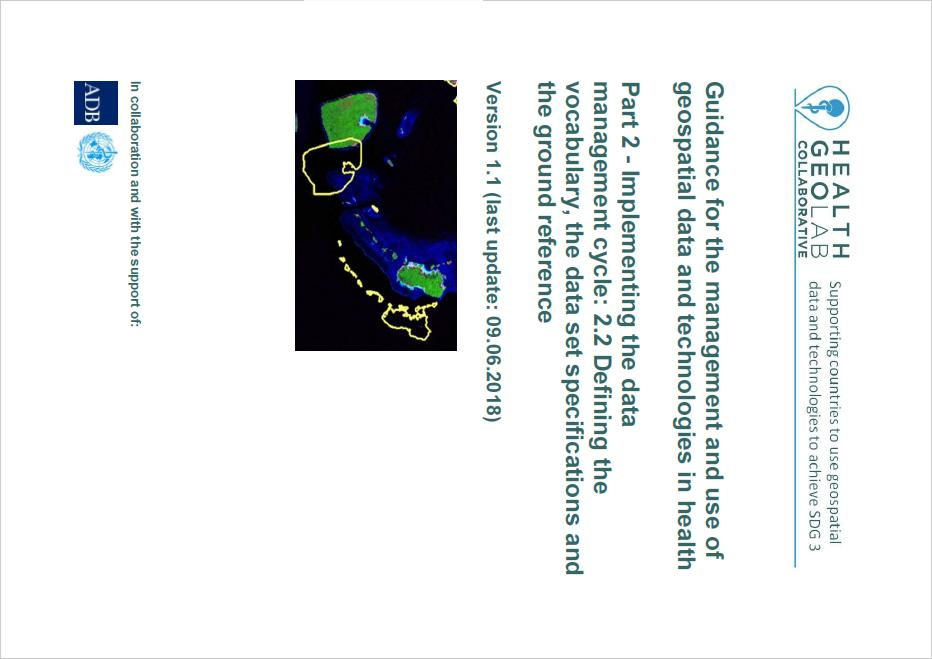 HEALTH
GEOLAB
COLLABORATIVE
Supporting countries to use geospatial
data and technologies to achieve SDG 3
Guidance for the management and use of
geospatial data and technologies in health
Part 2 - Implementing the data
management cycle: 2.2 Defining the
vocabulary, the data set specifications and
the ground reference
Version 1.1 (last update: 09.06.2018)
In collaboration and with the support of:
ADB